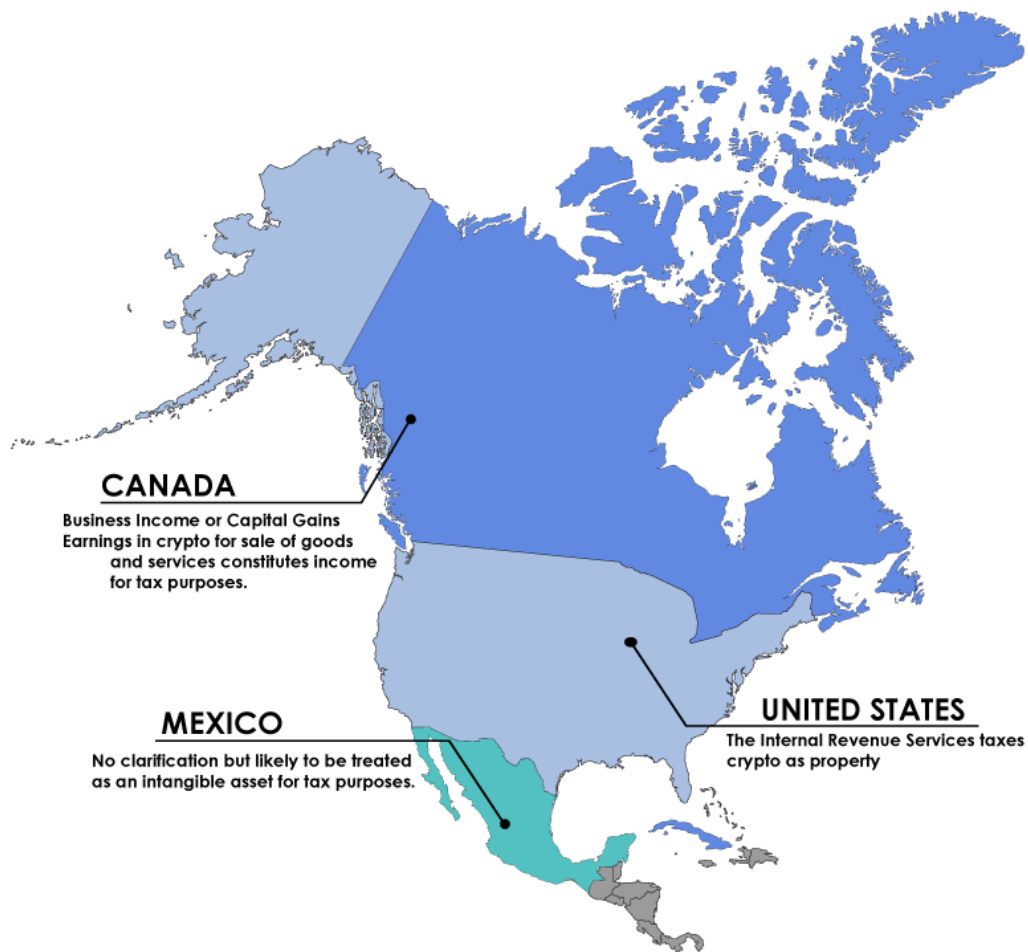 CANADA
Business Income or Capital Gains
Earnings in crypto for sale of goods
and services constitutes income
for tax purposes.
MEXICO
No clarification but likely to be treated
as an intangible asset for tax purposes.
UNITED STATES
The Internal Revenue Services taxes
crypto as property